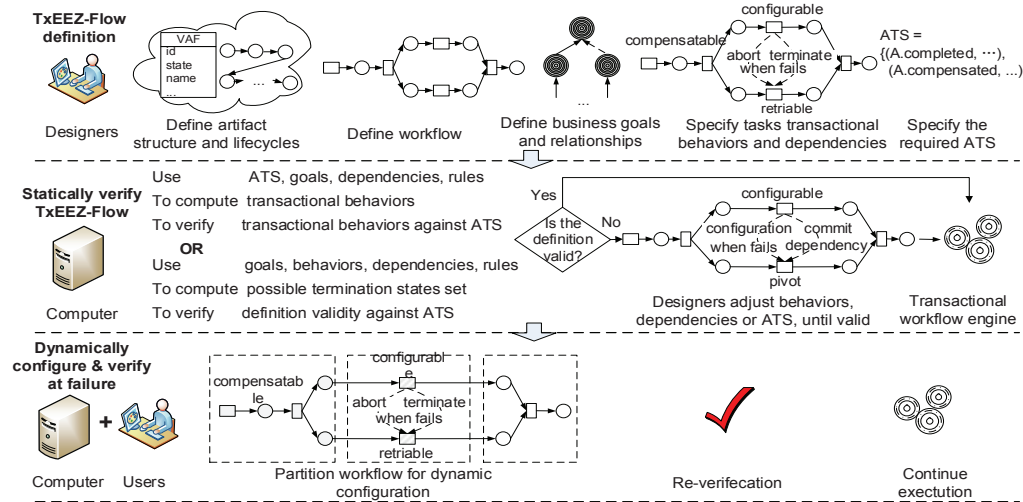 TxEEZ-Flow
definition
Designers
VAF
id
state
name
...
...
Define artifact
structure and lifecycles
Define workflow
...
Define business goals
and relationships
configurable
compensatable
abort terminate
when fails
retriable
Specify tasks transactional
behaviors and dependencies
ATS =
{(A.completed, ⋯),
(A.compensated, ...)
Specify the
required ATS
Statically verify
TxEEZ-Flow
Computer
Use ATS, goals, dependencies, rules
To compute transactional behaviors
To verify transactional behaviors against ATS
OR
Use goals, behaviors, dependencies, rules
To compute possible termination states set
To verify definition validity against ATS
Yes
Is the
definition
valid?
No
configurable
configuration commit
when fails dependency
pivot
Designers adjust behaviors,
dependencies or ATS, until valid
Transactional
workflow engine
Dynamically
configure & verify
at failure
+
Computer Users
compensatab
le
configurabl
e
abort terminate
when fails
retriable
Partition workflow for dynamic
configuration
Re-verifecation
Continue
exectution